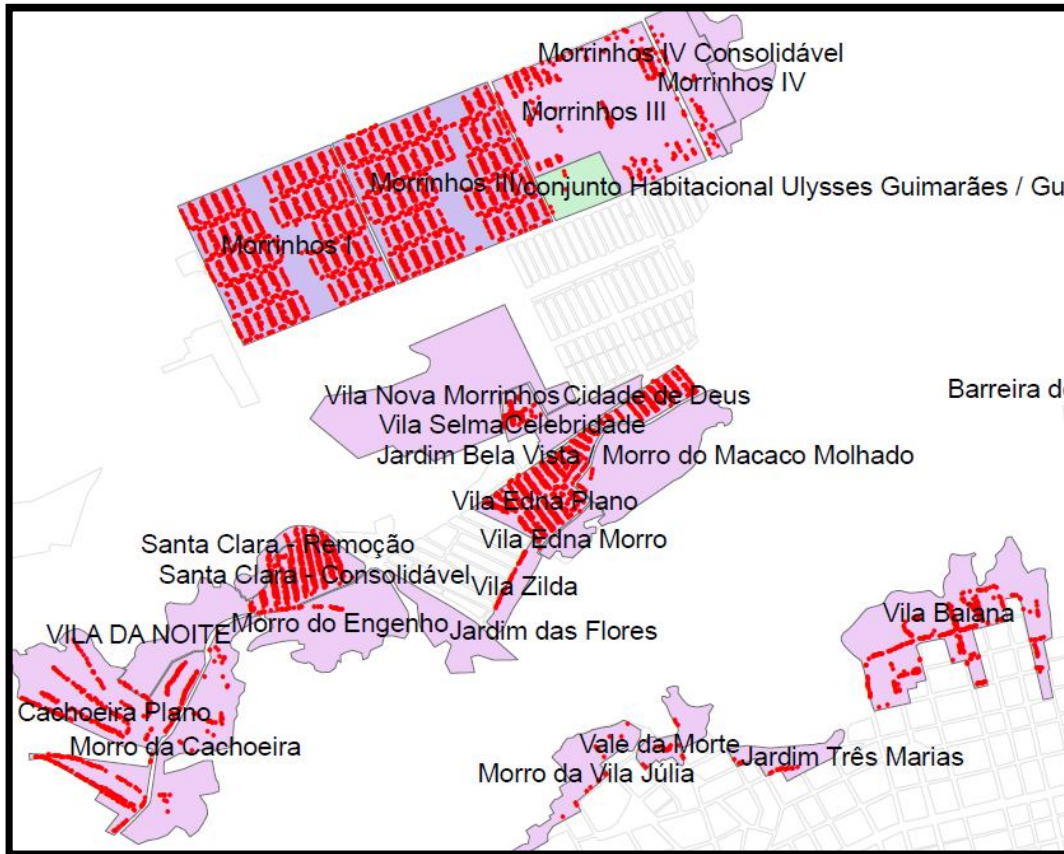 Morrinhos IV Consolidável
Morrinhos IV
Morrinhos III
Morrinhos II/conjunto Habitacional Ulysses Guimarães / Gu
Morrinhos I
Vila Nova Morrinhos
Cidade de Deus
Barreira d
Vila Selma
Celebridade
Jardim Bela Vista / Morro do Macaco Molhado
Vila Edna Plano
Vila Edna Morro
Santa Clara - Remoção
Santa Clara - Consolidável
Vila Zilda
Vila Baiana
Morro do Engenho
VILA DA NOITE
Jardim das Flores
Cachoeira Plano
Morro da Cachoeira
Vale da Morte
Jardim Três Marias
Morro da Vila Júlia